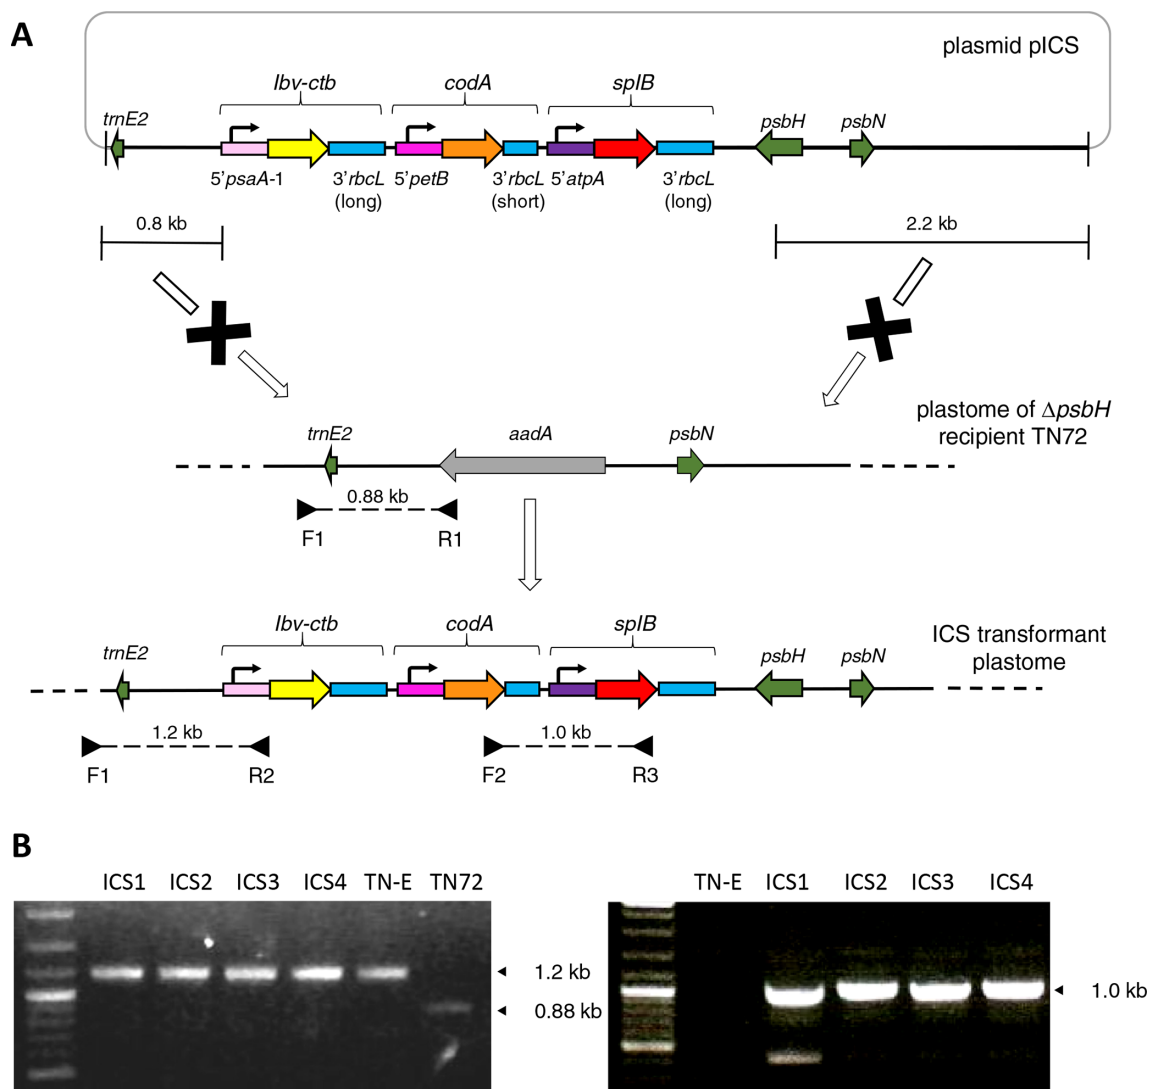 A
plasmid pICS
lbv-ctb codA splB
trnE2 psbH psbN
5'psaA-1 3'rbcL (long) 5'petB 3'rbcL (short) 5'atpA 3'rbcL (long)
0.8 kb 2.2 kb
plastome of ΔpsbH
recipient TN72
trnE2 aadA psbN
0.88 kb
F1 R1
lbv-ctb codA splB
ICS transformant
plastome
trnE2 psbH psbN
1.2 kb 1.0 kb
F1 R2 F2 R3
B
ICS1 ICS2 ICS3 ICS4 TN-E TN72
TN-E ICS1 ICS2 ICS3 ICS4
1.2 kb
0.88 kb
1.0 kb